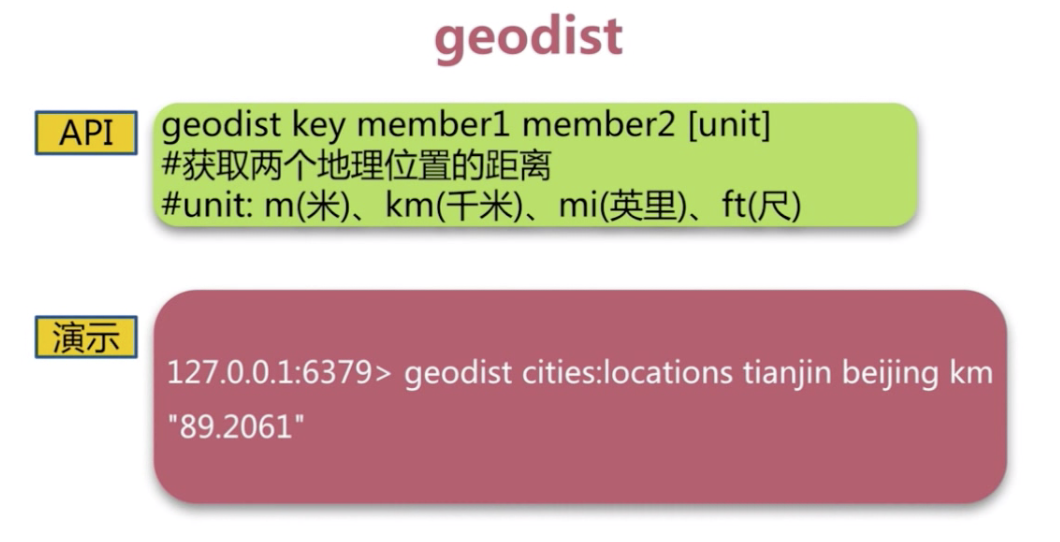 geodist
API
geodist key member1 member2 [unit]
#获取两个地理位置的距离
#unit: m(米)、km(千米)、mi(英里)、ft(尺)
演示
127.0.0.1:6379> geodist cities:locations tianjin beijing km
"89.2061"